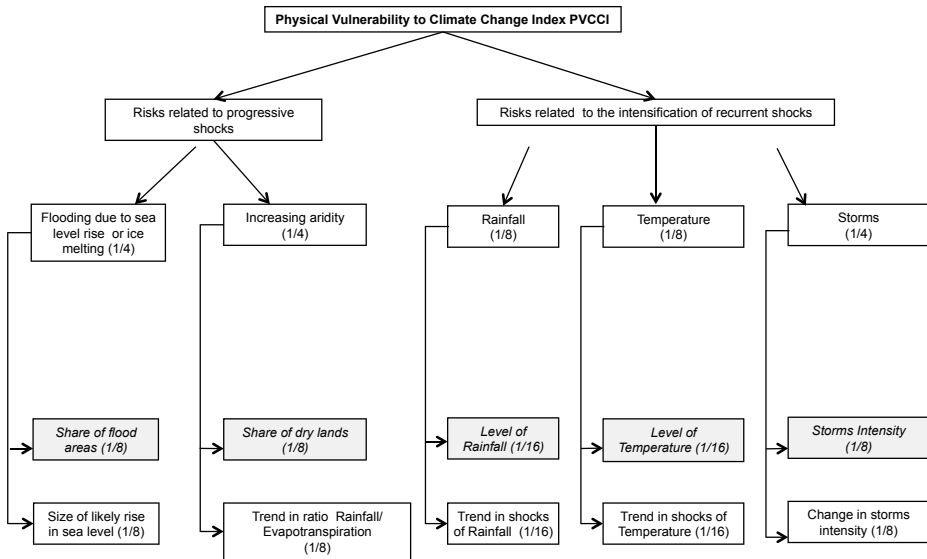 Physical Vulnerability to Climate Change Index PVCCI
Risks related to progressive
shocks
Risks related to the intensification of recurrent shocks
Flooding due to sea
level rise or ice
melting (1/4)
Increasing aridity
(1/4)
Rainfall
(1/8)
Temperature
(1/8)
Storms
(1/4)
Share of flood
areas (1/8)
Share of dry lands
(1/8)
Level of
Rainfall (1/16)
Level of
Temperature (1/16)
Storms Intensity
(1/8)
Size of likely rise
in sea level (1/8)
Trend in ratio Rainfall/
Evapotranspiration
(1/8)
Trend in shocks
of Rainfall (1/16)
Trend in shocks of
Temperature (1/16)
Change in storms
intensity (1/8)